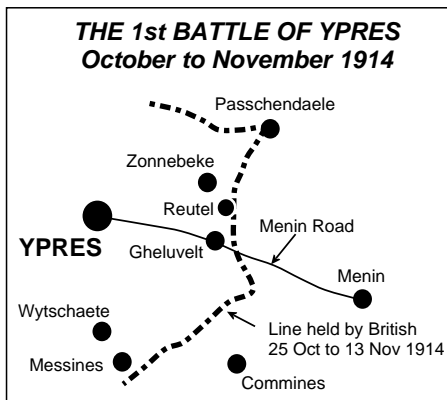 THE 1st BATTLE OF YPRES
October to November 1914
Passchendaele
Zonnebeke
Reutel
Menin Road
YPRES
Gheluvelt
Menin
Wytschaete
Line held by British
25 Oct to 13 Nov 1914
Messines
Commines